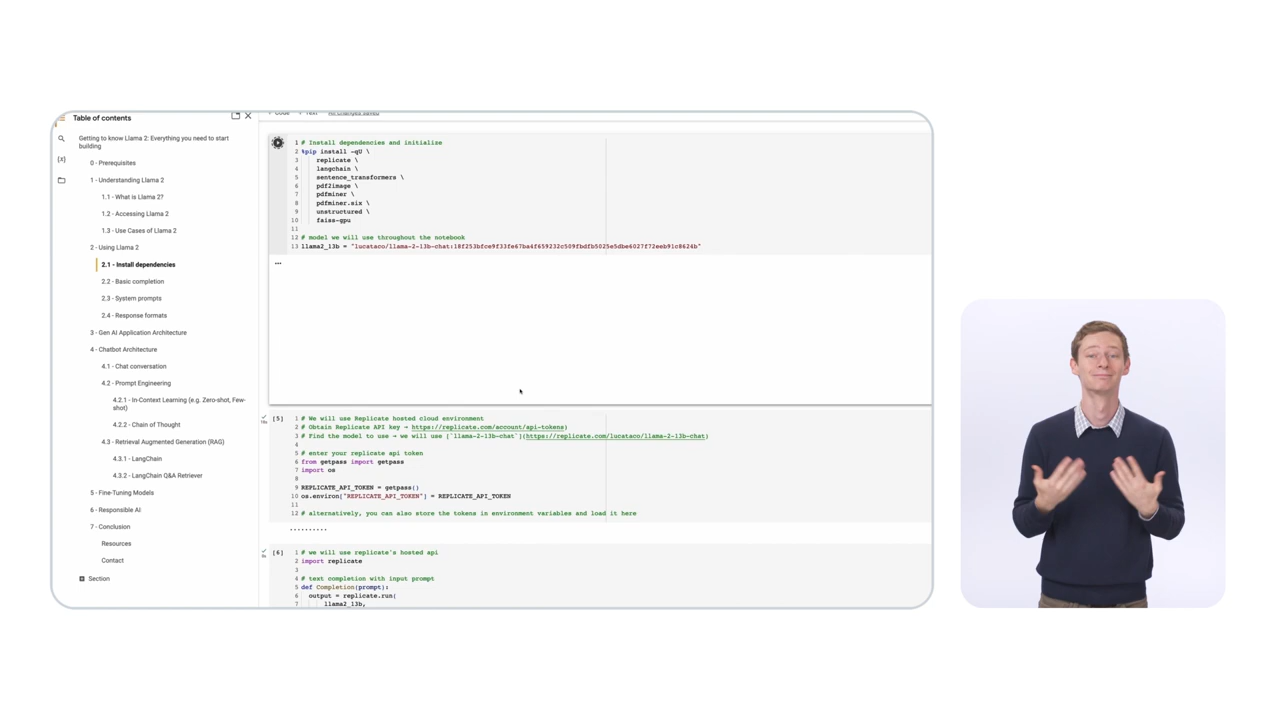 Table of contents
Getting to know Llama 2: Everything you need to start
building
0 - Prerequisites
1 - Understanding Llama 2
1.1 - What is Llama 2?
1.2 - Accessing Llama 2
1.3 - Use Cases of Llama 2
2 - Using Llama 2
2.1 - Install dependencies
2.2 - Basic completion
2.3 - System prompts
2.4 - Response formats
3 - Gen AI Application Architecture
4 - Chatbot Architecture
4.1 - Chat conversation
4.2 - Prompt Engineering
4.2.1 - In-Context Learning (e.g. Zero-shot, Few-
shot)
4.2.2 - Chain of Thought
4.3 - Retrieval Augmented Generation (RAG)
4.3.1 - LangChain
4.3.2 - LangChain Q&A Retriever
5 - Fine-Tuning Models
6 - Responsible AI
7 - Conclusion
Resources
Contact
Section
{x}
1 # Install dependencies and initialize
2 %pip install -qU \
3 replicate \
4 langchain \
5 sentence_transformers \
6 pdf2image \
7 pdfminer \
8 pdfminer.six \
9 unstructured \
10 faiss-gpu
11
12 # model we will use throughout the notebook
13 llama2_13b = "lucataco/llama-2-13b-chat:18f253bfce9f33fe67ba4f659232c509fbdfb5025e5dbe6027f72eeb91c8624b"
...
[5] 1 # We will use Replicate hosted cloud environment
2 # Obtain Replicate API key → https://replicate.com/account/api-tokens)
3 # Find the model to use → we will use [`llama-2-13b-chat`](https://replicate.com/lucataco/llama-2-13b-chat)
4
5 # enter your replicate api token
6 from getpass import getpass
7 import os
8
9 REPLICATE_API_TOKEN = getpass()
10 os.environ["REPLICATE_API_TOKEN"] = REPLICATE_API_TOKEN
11
12 # alternatively, you can also store the tokens in environment variables and load it here
..........
[6] 1 # we will use replicate's hosted api
2 import replicate
3
4 # text completion with input prompt
5 def Completion(prompt):
6 output = replicate.run(
7 llama2_13b,